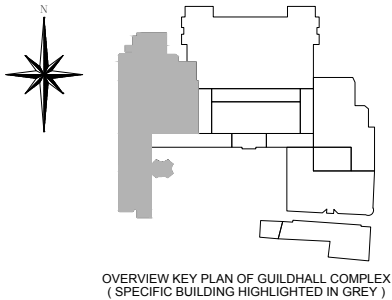 N
OVERVIEW KEY PLAN OF GUILDHALL COMPLEX
( SPECIFIC BUILDING HIGHLIGHTED IN GREY )